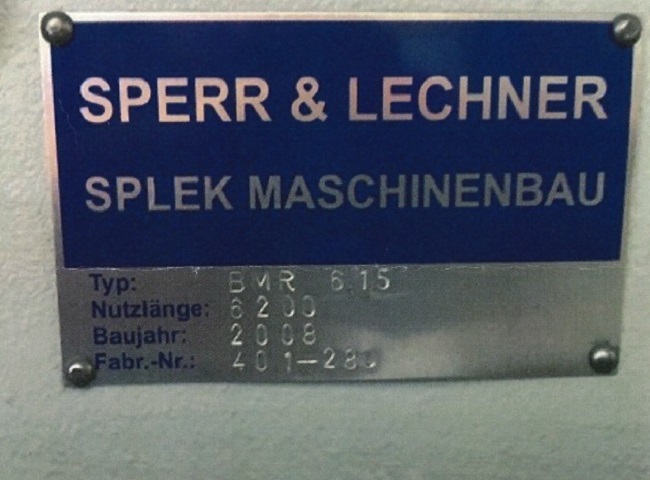 SPERR & LECHNER
SPLEK MASCHINENBAU
Typ: BMR 6.15
Nutzlänge: 6200
Baujahr: 2008
Fabr.-Nr.: